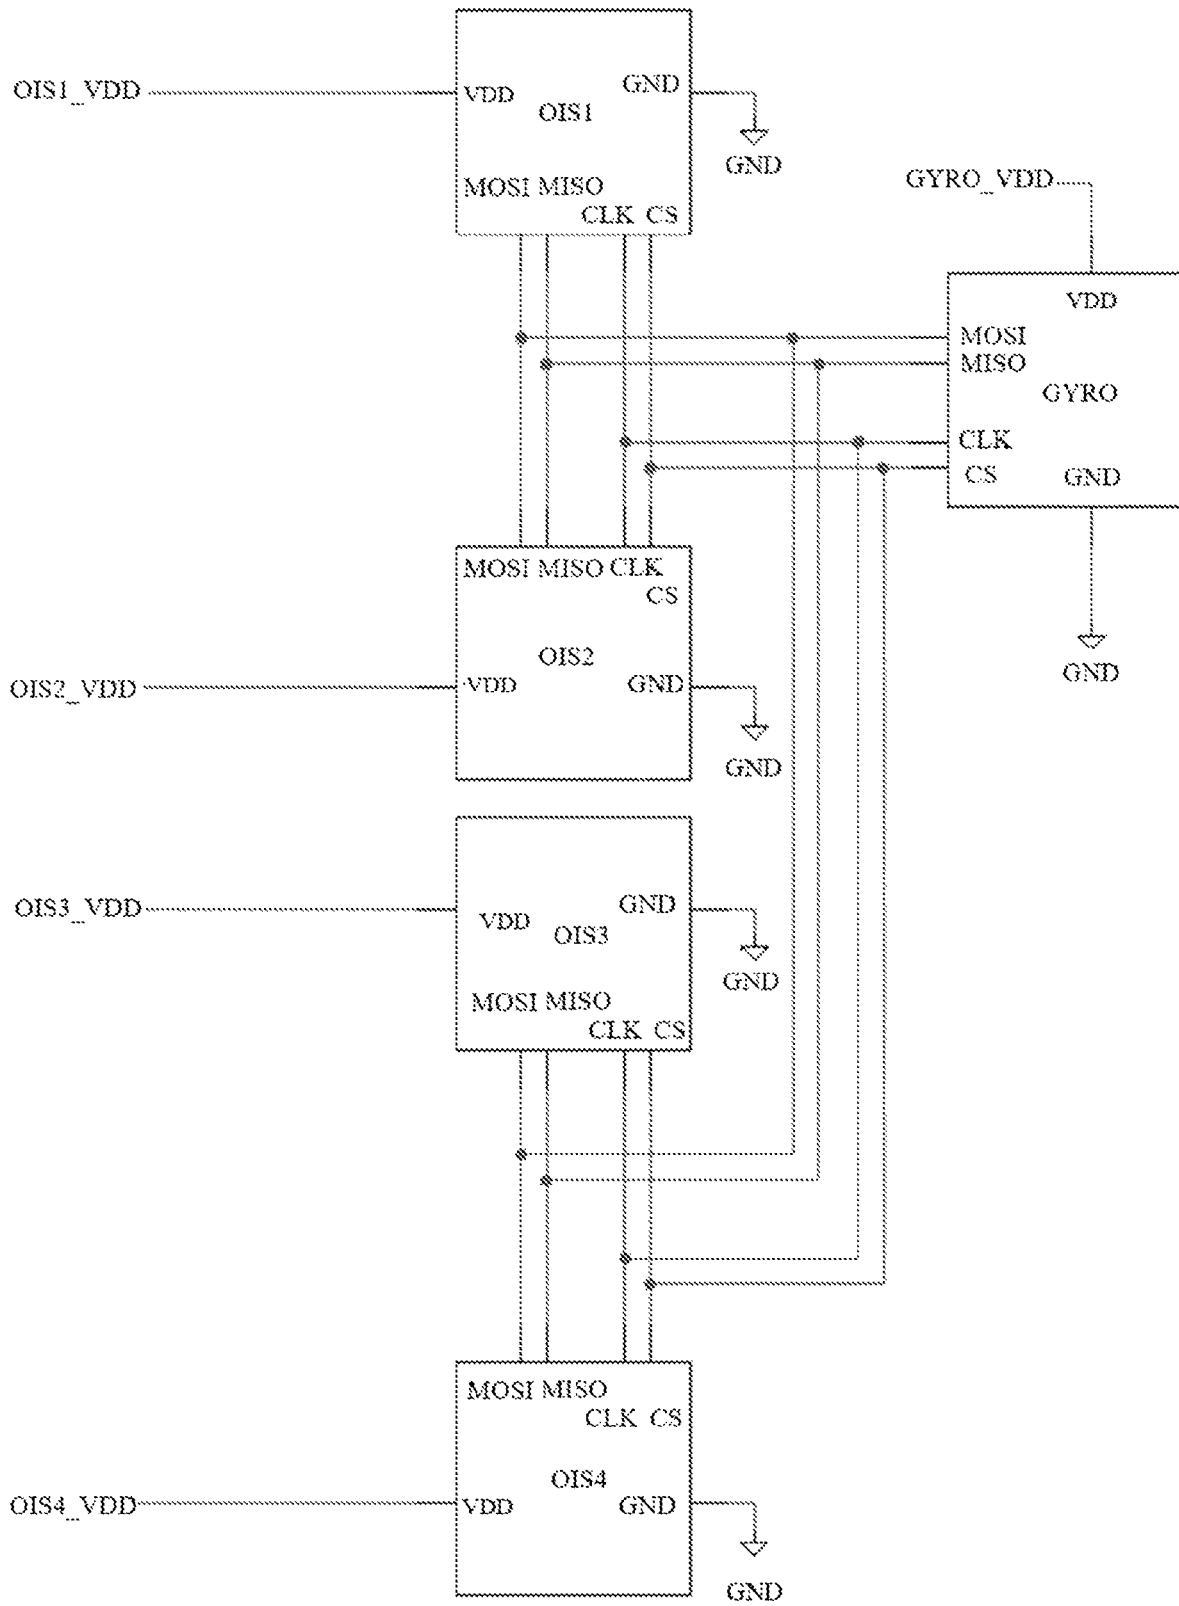 OIS1_VDD
VDD
GND
OIS1
GND
MOSI MISO
CLK CS
GYRO_VDD
VDD
MOSI
MISO
GYRO
CLK
CS
GND
GND
MOSI MISO CLK
CS
OIS2
OIS2_VDD
VDD
GND
GND
OIS3_VDD
VDD
GND
OIS3
GND
MOSI MISO
CLK CS
MOSI MISO
CLK CS
OIS4
OIS4_VDD
VDD
GND
GND